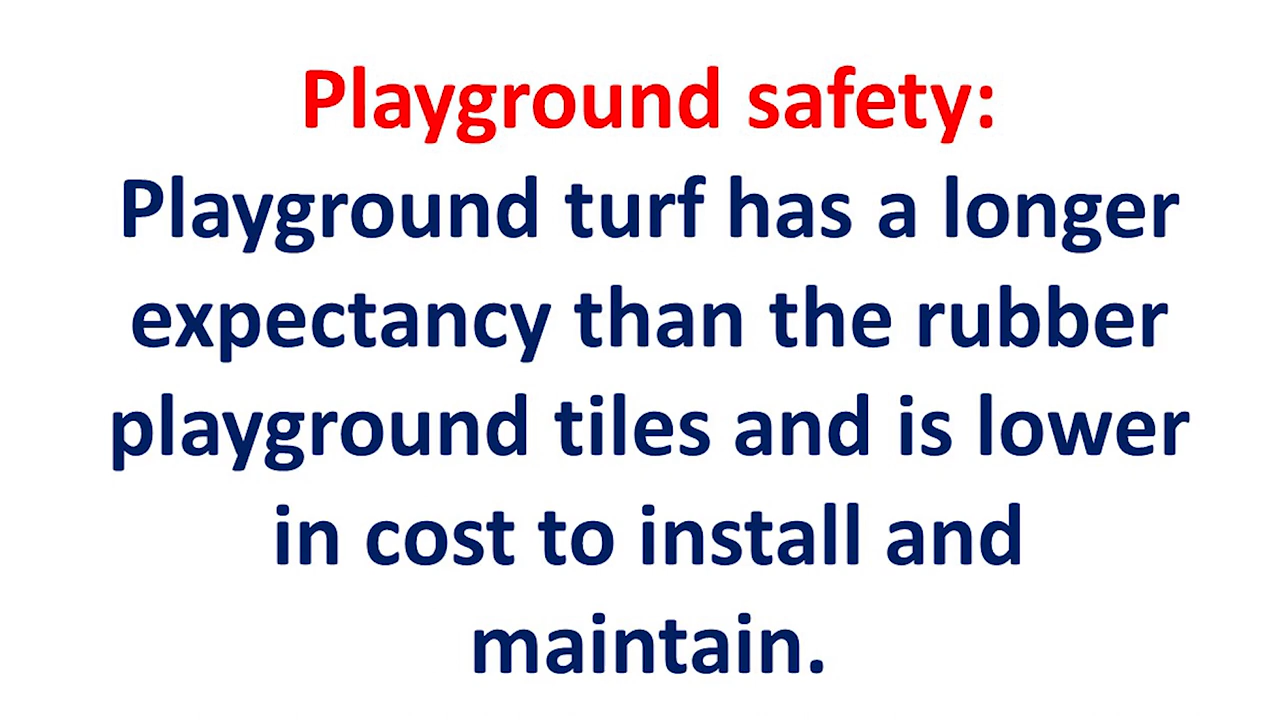 Playground safety:
Playground turf has a longer
expectancy than the rubber
playground tiles and is lower
in cost to install and
maintain.